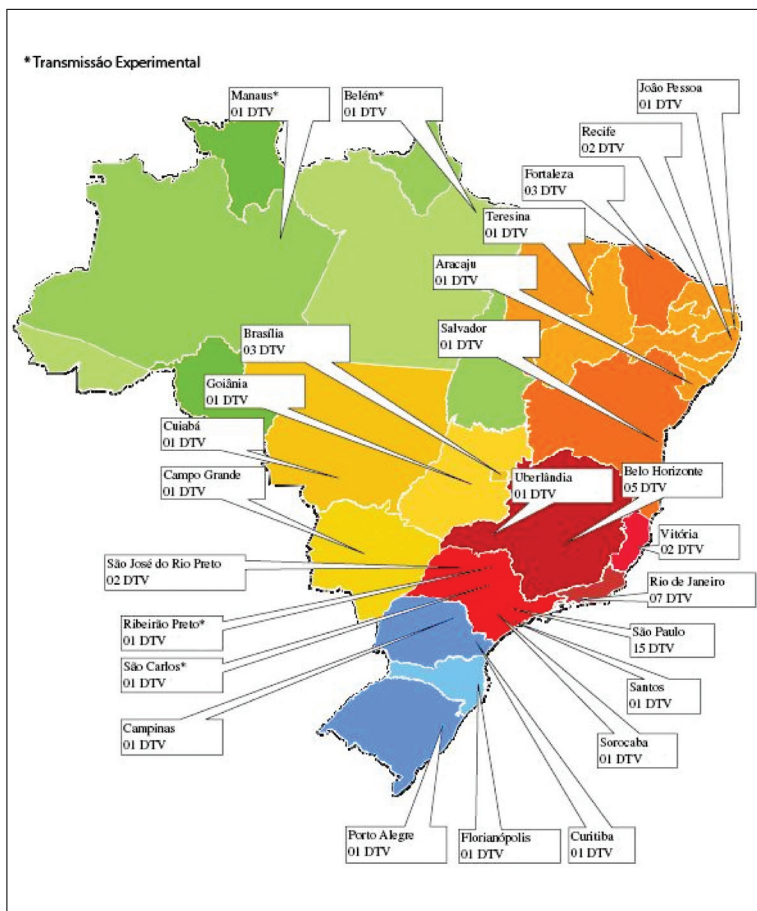 * Transmissão Experimental
Manaus*
01 DTV
Belém*
01 DTV
João Pessoa
01 DTV
Recife
02 DTV
Fortaleza
03 DTV
Teresina
01 DTV
Aracaju
01 DTV
Salvador
01 DTV
Brasília
03 DTV
Goiânia
01 DTV
Cuiabá
01 DTV
Campo Grande
01 DTV
Uberlândia
01 DTV
Belo Horizonte
05 DTV
Vitória
02 DTV
São José do Rio Preto
02 DTV
Rio de Janeiro
07 DTV
Ribeirão Preto*
01 DTV
São Paulo
15 DTV
São Carlos*
01 DTV
Santos
01 DTV
Campinas
01 DTV
Sorocaba
01 DTV
Porto Alegre
01 DTV
Florianópolis
01 DTV
Curitiba
01 DTV